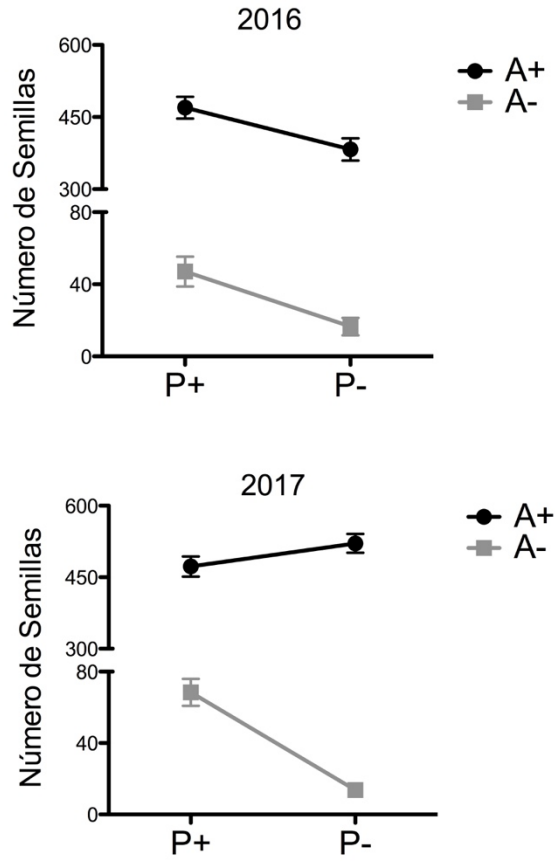 2016
600
450
300
80
40
0
Número de Semillas
P+ P-
A+
A-
2017
600
450
300
80
40
0
Número de Semillas
P+ P-
A+
A-